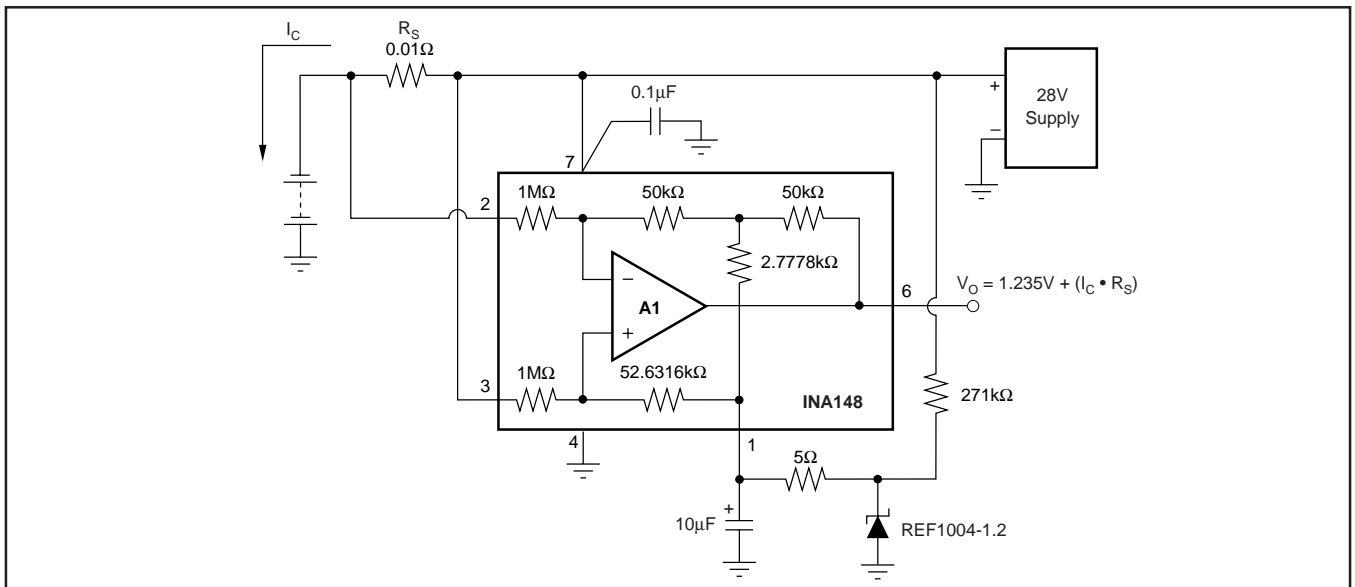 I_C
R_S
0.01Ω
0.1μF
28V
Supply
+
−
7
1MΩ
50kΩ
50kΩ
2
2.7778kΩ
−
A1
+
6
V_O = 1.235V + (I_C • R_S)
1MΩ
52.6316kΩ
3
INA148
271kΩ
4
1
5Ω
+
10μF
REF1004-1.2